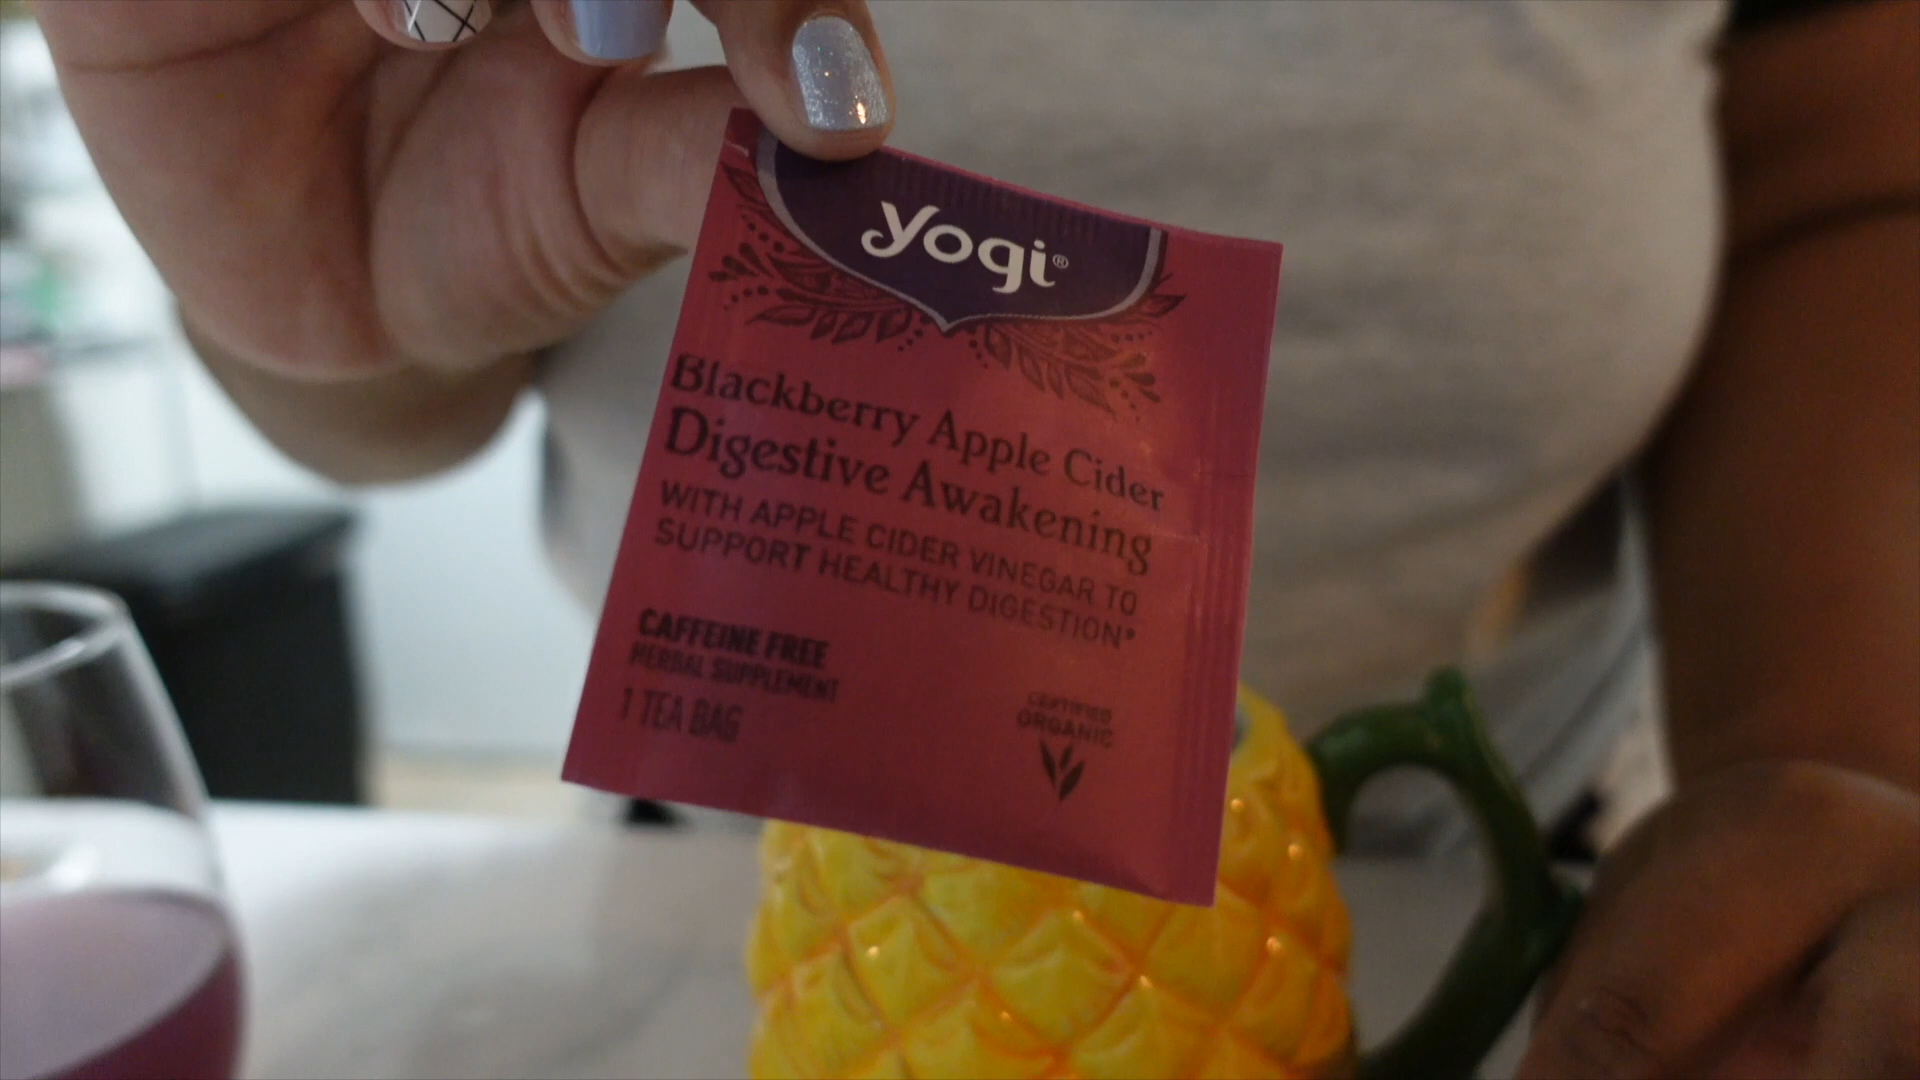 yogi®
Blackberry Apple Cider
Digestive Awakening
WITH APPLE CIDER VINEGAR TO
SUPPORT HEALTHY DIGESTION*
CAFFEINE FREE
HERBAL SUPPLEMENT
1 TEA BAG
CERTIFIED
ORGANIC